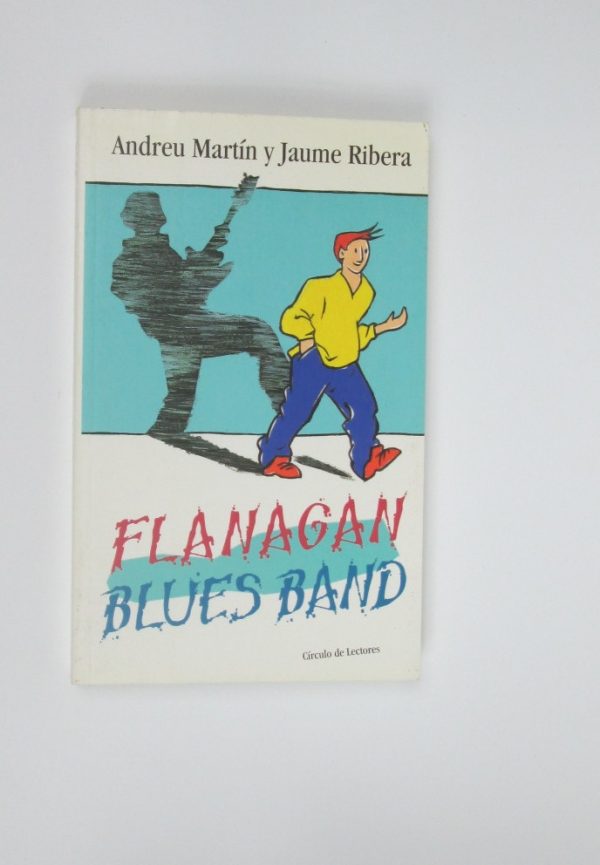 Andreu Martín y Jaume Ribera
FLANAGAN
BLUES BAND
Círculo de Lectores